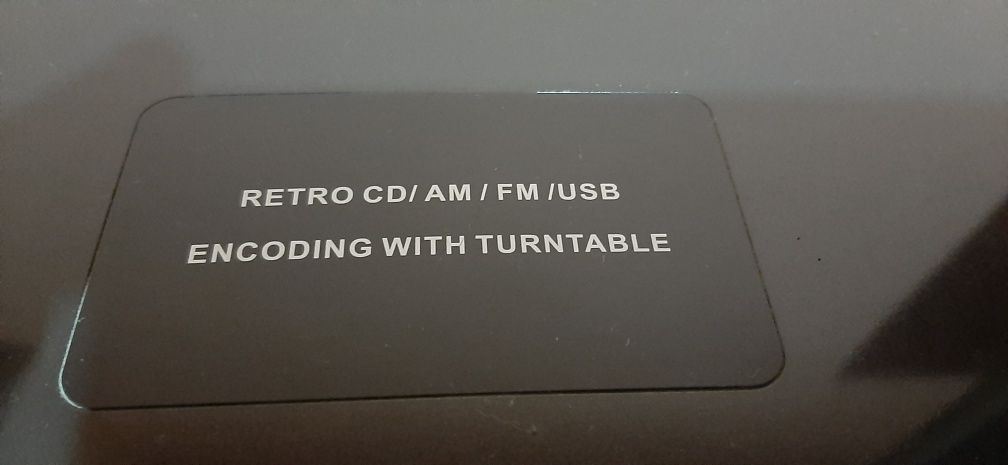 RETRO CD/ AM / FM /USB
ENCODING WITH TURNTABLE